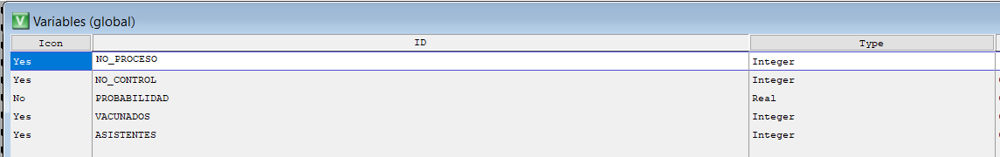 V Variables (global)
Icon ID Type
Yes NO_PROCESO Integer
Yes NO_CONTROL Integer
No PROBABILIDAD Real
Yes VACUNADOS Integer
Yes ASISTENTES Integer